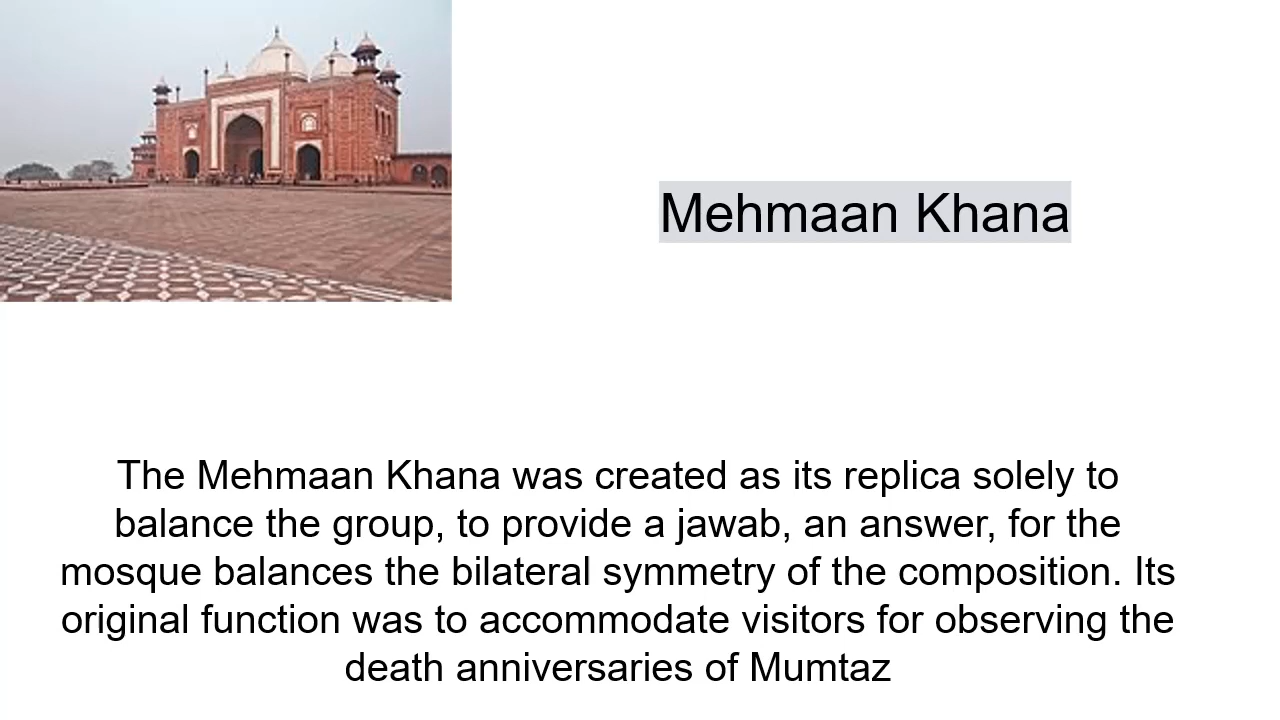 Mehmaan Khana
The Mehmaan Khana was created as its replica solely to
balance the group, to provide a jawab, an answer, for the
mosque balances the bilateral symmetry of the composition. Its
original function was to accommodate visitors for observing the
death anniversaries of Mumtaz